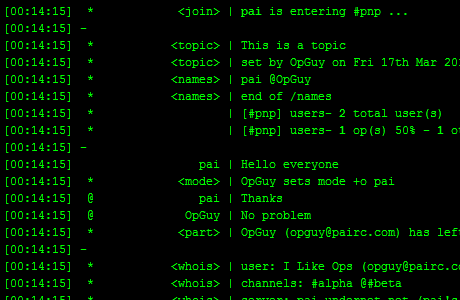 [00:14:15] * <join> | pai is entering #pnp ...
[00:14:15] –
[00:14:15] * <topic> | This is a topic
[00:14:15] * <topic> | set by OpGuy on Fri 17th Mar
[00:14:15] * <names> | pai @OpGuy
[00:14:15] * <names> | end of /names
[00:14:15] * | [#pnp] users– 2 total user(s)
[00:14:15] * | [#pnp] users– 1 op(s) 50% – 1
[00:14:15] –
[00:14:15] pai | Hello everyone
[00:14:15] * <mode> | OpGuy sets mode +o pai
[00:14:15] @ pai | Thanks
[00:14:15] @ OpGuy | No problem
[00:14:15] * <part> | OpGuy (opguy@pairc.com) has left
[00:14:15] –
[00:14:15] * <whois> | user: I Like Ops (opguy@pairc.co
[00:14:15] * <whois> | channels: #alpha @#beta
[00:14:15] * <whois> | server: pai.undernet.net